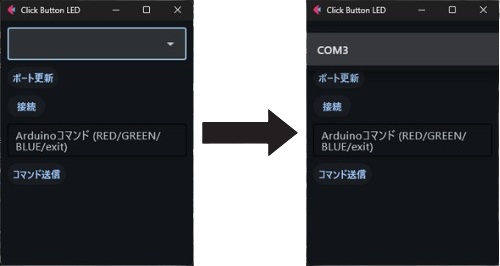 Click Button LED
ポート更新
接続
Arduinoコマンド (RED/GREEN/
BLUE/exit)
コマンド送信
Click Button LED
COM3
ポート更新
接続
Arduinoコマンド (RED/GREEN/
BLUE/exit)
コマンド送信